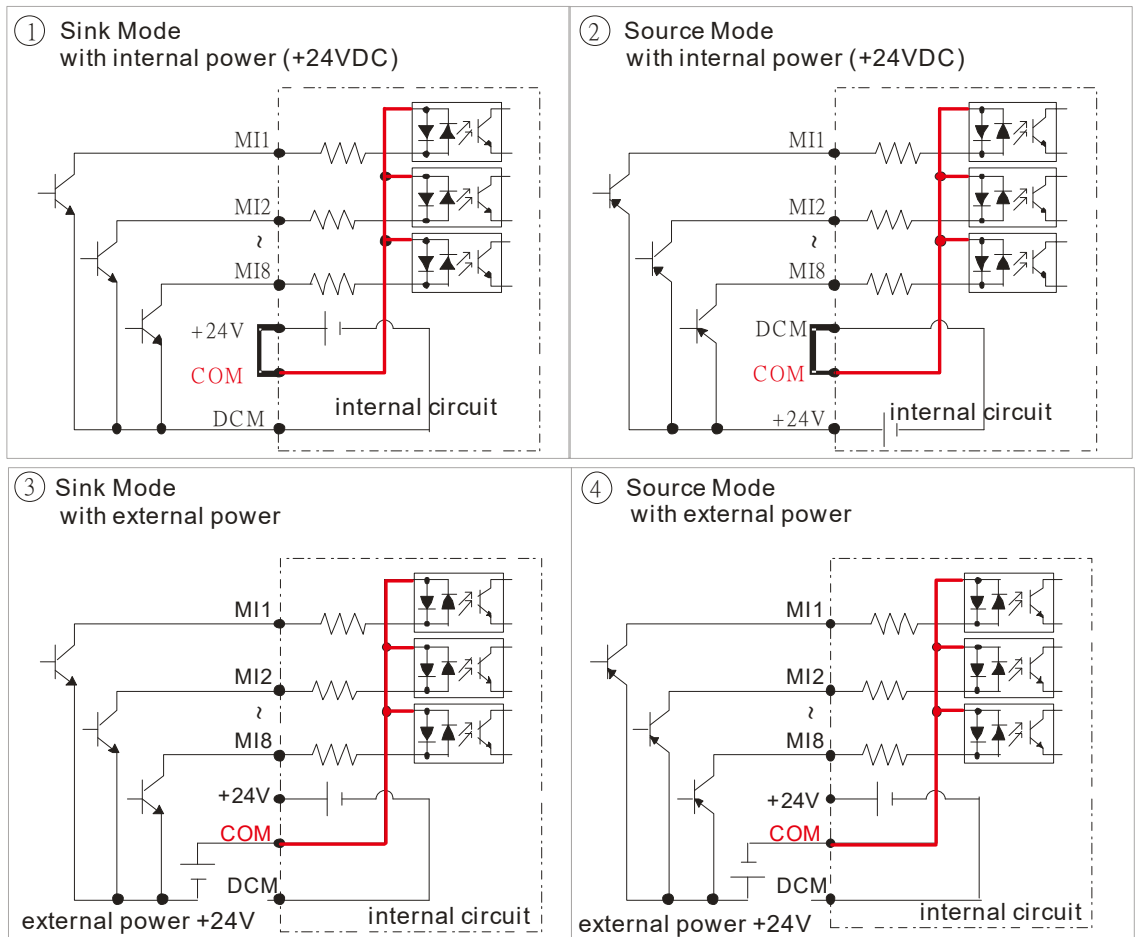 ① Sink Mode
with internal power (+24VDC)
MI1
MI2
~
MI8
+24V
COM
DCM
internal circuit
② Source Mode
with internal power (+24VDC)
MI1
MI2
~
MI8
DCM
COM
+24V
internal circuit
③ Sink Mode
with external power
MI1
MI2
~
MI8
+24V
COM
DCM
external power +24V
internal circuit
④ Source Mode
with external power
MI1
MI2
~
MI8
+24V
COM
DCM
external power +24V
internal circuit